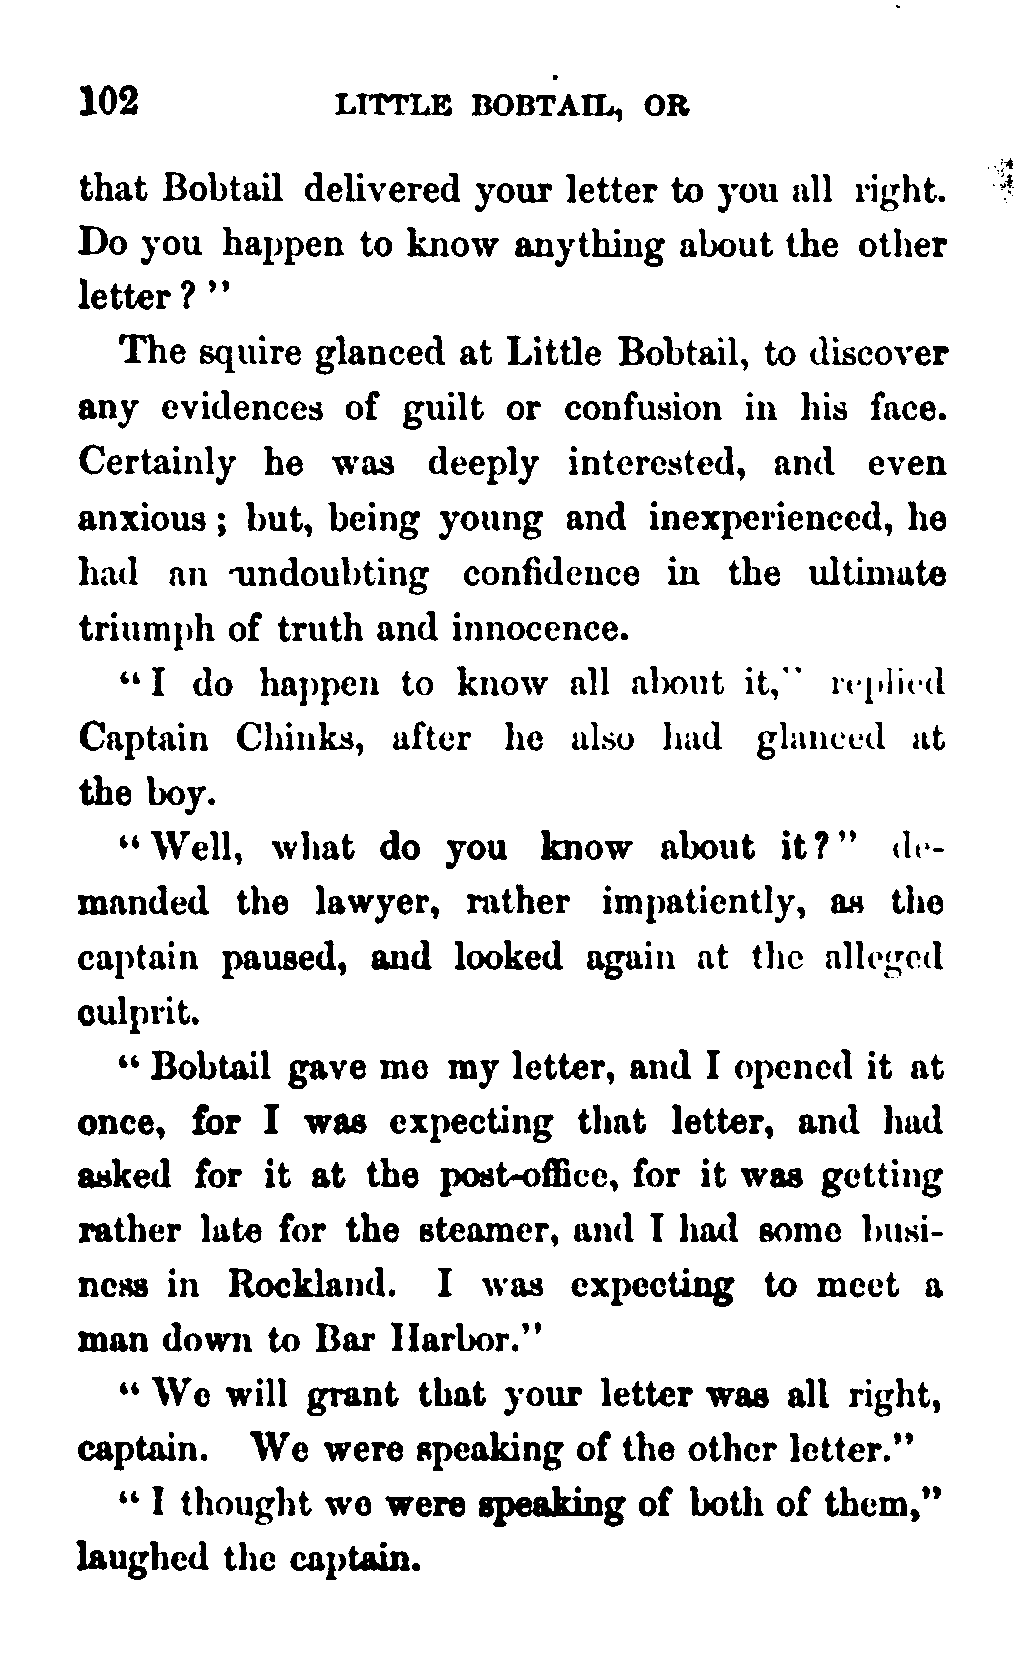 102 LITTLE BOBTAIL, OR
that Bobtail delivered your letter to you all right.
Do you happen to know anything about the other
letter?"
The squire glanced at Little Bobtail, to discover
any evidences of guilt or confusion in his face.
Certainly he was deeply interested, and even
anxious; but, being young and inexperienced, he
had an undoubting confidence in the ultimate
triumph of truth and innocence.
"I do happen to know all about it," replied
Captain Chinks, after he also had glanced at
the boy.
"Well, what do you know about it?" de-
manded the lawyer, rather impatiently, as the
captain paused, and looked again at the alleged
culprit.
"Bobtail gave me my letter, and I opened it at
once, for I was expecting that letter, and had
asked for it at the post-office, for it was getting
rather late for the steamer, and I had some busi-
ness in Rockland. I was expecting to meet a
man down to Bar Harbor."
"We will grant that your letter was all right,
captain. We were speaking of the other letter."
"I thought we were speaking of both of them,"
laughed the captain.